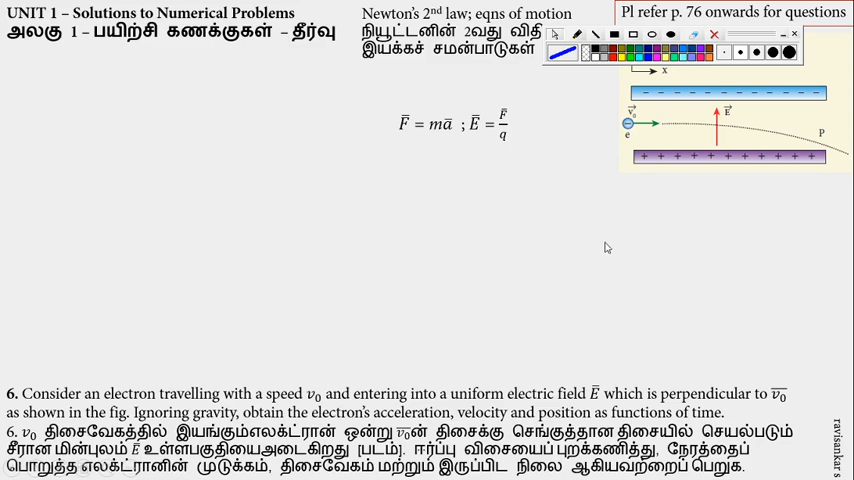 UNIT 1 – Solutions to Numerical Problems
அலகு 1 – பயிற்சி கணக்குகள் – தீர்வு
Newton's 2nd law; eqns of motion
நியூட்டனின் 2வது விதி
இயக்கச் சமன்பாடுகள்
Pl refer p. 76 onwards for questions
x
F̄ = mā ; Ē = F̄/q
v₀
E
e
P
6. Consider an electron travelling with a speed v₀ and entering into a uniform electric field Ē which is perpendicular to v̄₀
as shown in the fig. Ignoring gravity, obtain the electron's acceleration, velocity and position as functions of time.
6. v₀ திசைவேகத்தில் இயங்கும்எலக்ட்ரான் ஒன்று v̄₀ன் திசைக்கு செங்குத்தான திசையில் செயல்படும்
சீரான மின்புலம் Ē உள்ளபகுதியைஅடைகிறது [படம்]. ஈர்ப்பு விசையைப்புறக்கணித்து, நேரத்தைப்
பொறுத்த எலக்ட்ரானின் முடுக்கம், திசைவேகம் மற்றும் இருப்பிட நிலை ஆகியவற்றைப் பெறுக.
ravisankar s